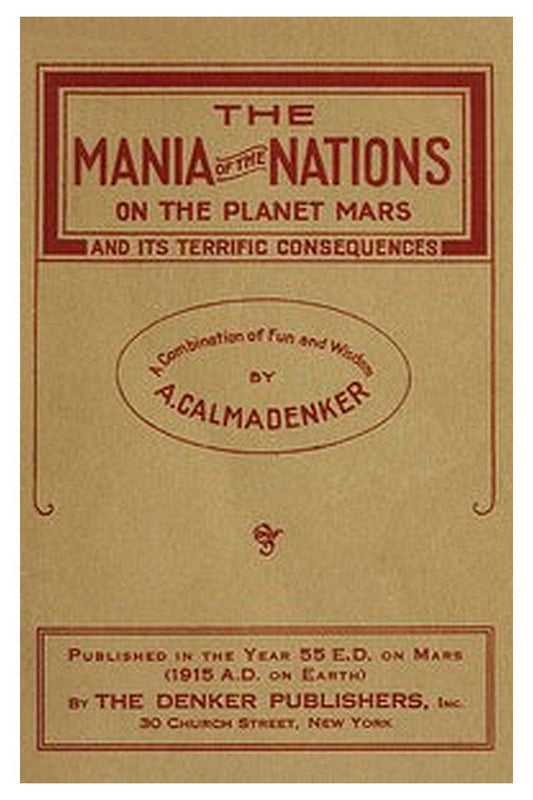 THE
MANIA OF THE NATIONS
ON THE PLANET MARS
AND ITS TERRIFIC CONSEQUENCES
A Combination of Fun and Wisdom
BY
A. CALMADENKER
PUBLISHED IN THE YEAR 55 E.D. ON MARS
(1915 A.D. ON EARTH)
BY THE DENKER PUBLISHERS, INC.
30 CHURCH STREET, NEW YORK